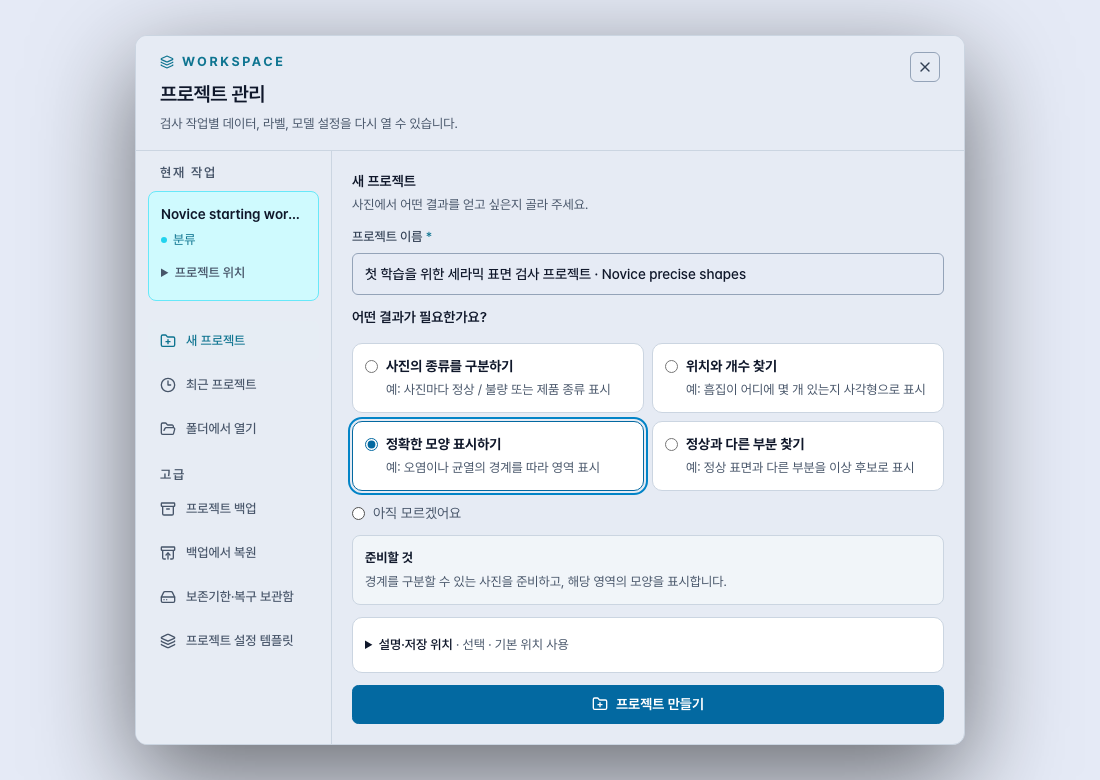 WORKSPACE
프로젝트 관리
검사 작업별 데이터, 라벨, 모델 설정을 다시 열 수 있습니다.
현재 작업
Novice starting wor...
분류
프로젝트 위치
새 프로젝트
최근 프로젝트
폴더에서 열기
고급
프로젝트 백업
백업에서 복원
보존기한·복구 보관함
프로젝트 설정 템플릿
새 프로젝트
사진에서 어떤 결과를 얻고 싶은지 골라 주세요.
프로젝트 이름 *
첫 학습을 위한 세라믹 표면 검사 프로젝트 · Novice precise shapes
어떤 결과가 필요한가요?
사진의 종류를 구분하기
예: 사진마다 정상 / 불량 또는 제품 종류 표시
위치와 개수 찾기
예: 흠집이 어디에 몇 개 있는지 사각형으로 표시
정확한 모양 표시하기
예: 오염이나 균열의 경계를 따라 영역 표시
정상과 다른 부분 찾기
예: 정상 표면과 다른 부분을 이상 후보로 표시
아직 모르겠어요
준비할 것
경계를 구분할 수 있는 사진을 준비하고, 해당 영역의 모양을 표시합니다.
설명·저장 위치 · 선택 · 기본 위치 사용
프로젝트 만들기